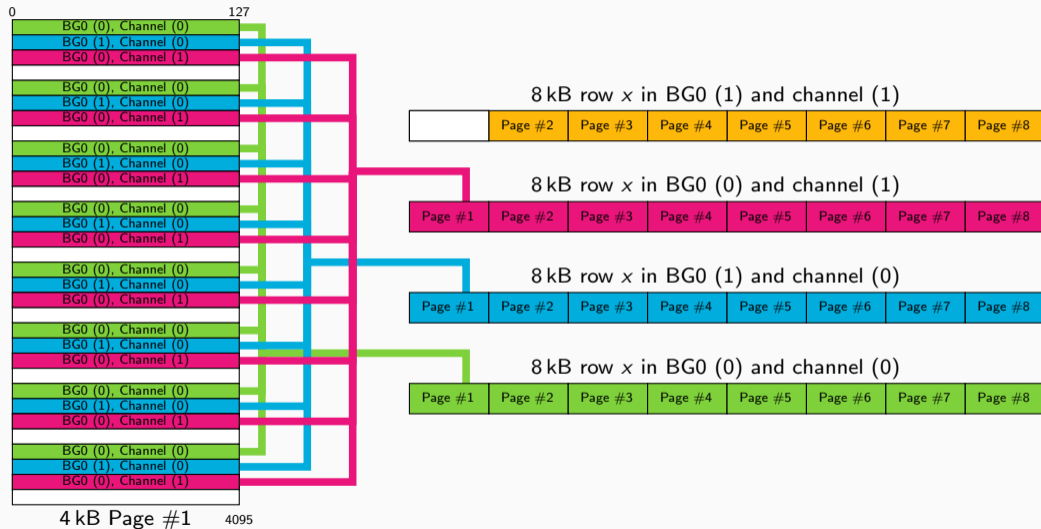 0 127
BG0 (0), Channel (0)
BG0 (1), Channel (0)
BG0 (0), Channel (1)
BG0 (0), Channel (0)
BG0 (1), Channel (0)
BG0 (0), Channel (1)
BG0 (0), Channel (0)
BG0 (1), Channel (0)
BG0 (0), Channel (1)
BG0 (0), Channel (0)
BG0 (1), Channel (0)
BG0 (0), Channel (1)
BG0 (0), Channel (0)
BG0 (1), Channel (0)
BG0 (0), Channel (1)
BG0 (0), Channel (0)
BG0 (1), Channel (0)
BG0 (0), Channel (1)
BG0 (0), Channel (0)
BG0 (1), Channel (0)
BG0 (0), Channel (1)
BG0 (0), Channel (0)
BG0 (1), Channel (0)
BG0 (0), Channel (1)
4 kB Page #1 4095
8 kB row x in BG0 (1) and channel (1)
Page #2 Page #3 Page #4 Page #5 Page #6 Page #7 Page #8
8 kB row x in BG0 (0) and channel (1)
Page #1 Page #2 Page #3 Page #4 Page #5 Page #6 Page #7 Page #8
8 kB row x in BG0 (1) and channel (0)
Page #1 Page #2 Page #3 Page #4 Page #5 Page #6 Page #7 Page #8
8 kB row x in BG0 (0) and channel (0)
Page #1 Page #2 Page #3 Page #4 Page #5 Page #6 Page #7 Page #8